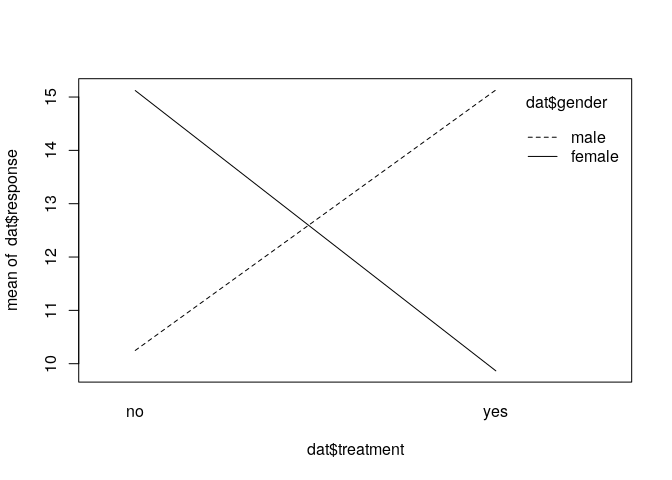 mean of  dat$response
15
14
13
12
11
10
dat$gender
male
female
no
yes
dat$treatment